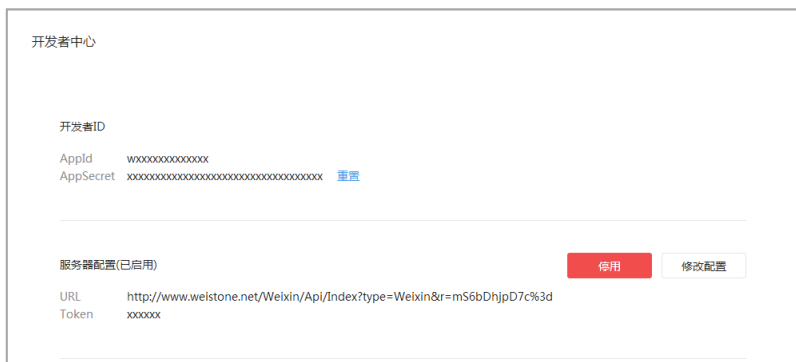 开发者中心
开发者ID
AppId wxxxxxxxxxxxxx
AppSecret xxxxxxxxxxxxxxxxxxxxxxxxxxxxxxxxxxx 重置
服务器配置(已启用) 停用 修改配置
URL http://www.weistone.net/Weixin/Api/Index?type=Weixin&r=mS6bDhjpD7c%3d
Token xxxxxx